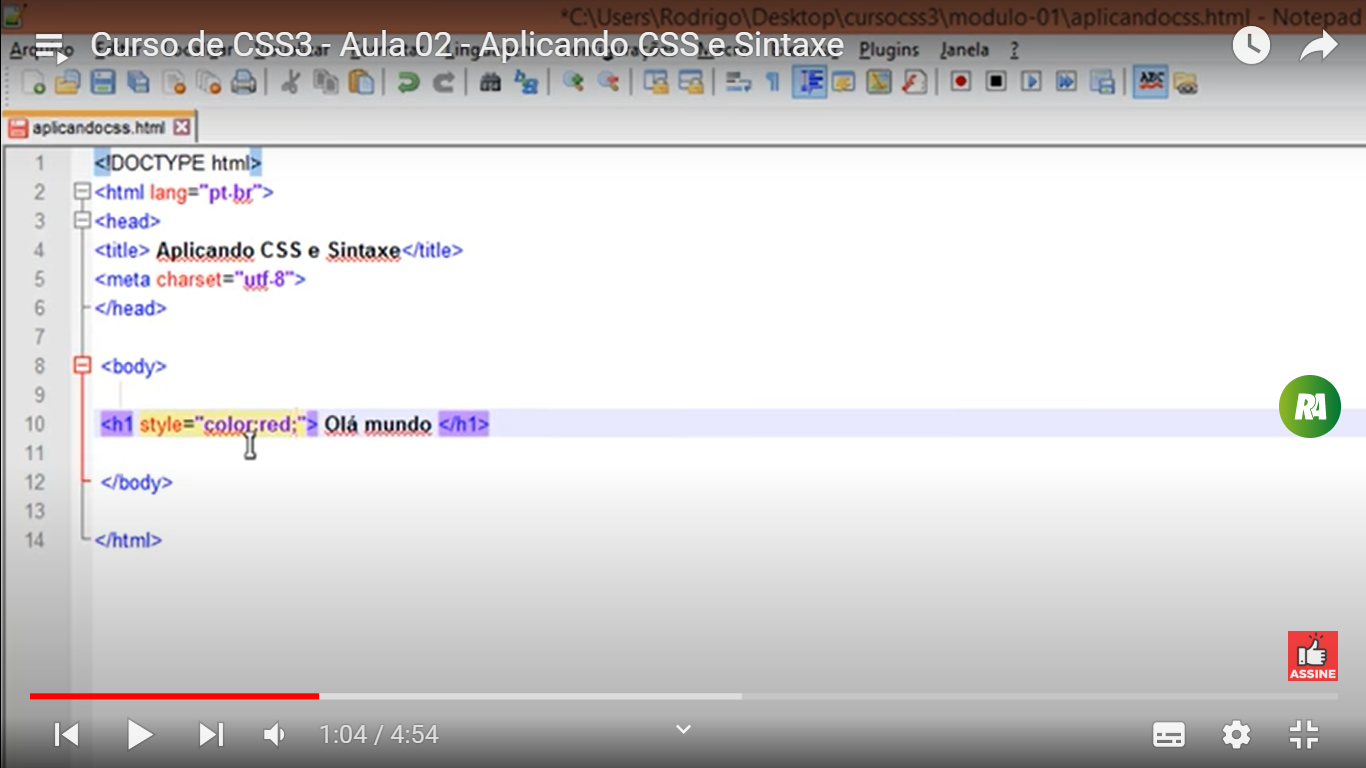 *C:\Users\Rodrigo\Desktop\cursocss3\modulo-01\aplicandocss.html - Notepad
Curso de CSS3 - Aula 02 - Aplicando CSS e Sintaxe
Plugins Janela ?
ABC
aplicandocss.html
1 <!DOCTYPE html>
2 <html lang="pt-br">
3 <head>
4 <title> Aplicando CSS e Sintaxe</title>
5 <meta charset="utf-8">
6 </head>
7
8 <body>
9
10 <h1 style="color:red;"> Olá mundo </h1>
11
12 </body>
13
14 </html>
RA
ASSINE
1:04 / 4:54